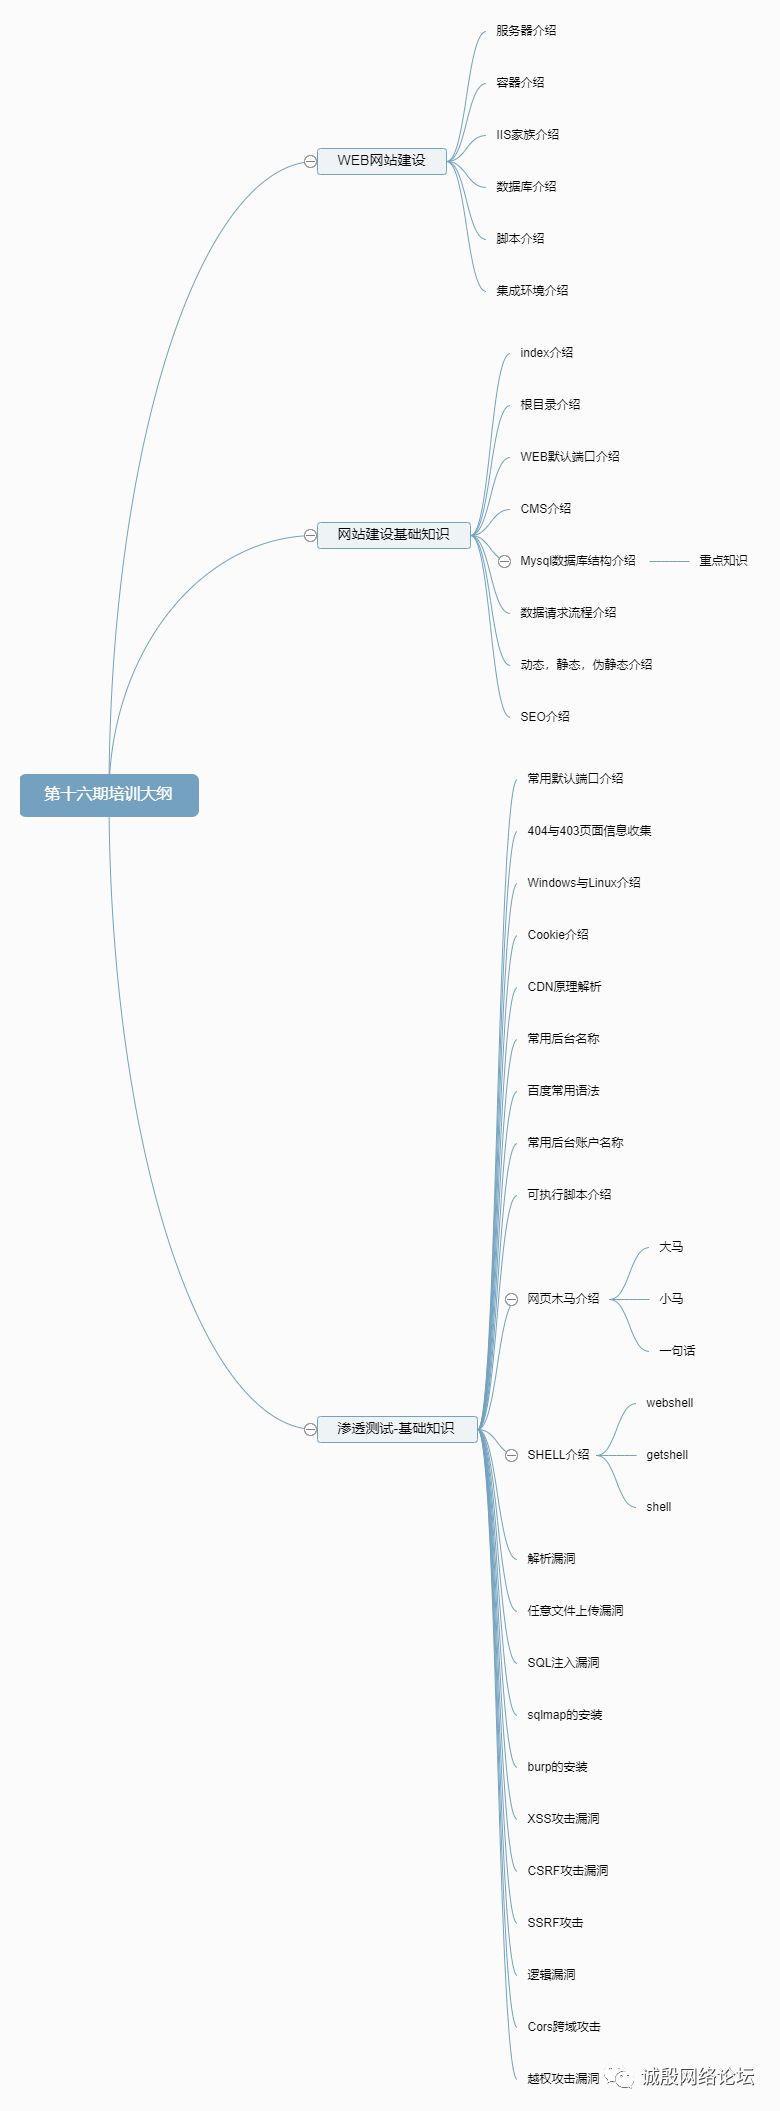 第十六期培训大纲
WEB网站建设
服务器介绍
容器介绍
IIS家族介绍
数据库介绍
脚本介绍
集成环境介绍
网站建设基础知识
index介绍
根目录介绍
WEB默认端口介绍
CMS介绍
Mysql数据库结构介绍
重点知识
数据请求流程介绍
动态，静态，伪静态介绍
SEO介绍
渗透测试-基础知识
常用默认端口介绍
404与403页面信息收集
Windows与Linux介绍
Cookie介绍
CDN原理解析
常用后台名称
百度常用语法
常用后台账户名称
可执行脚本介绍
网页木马介绍
大马
小马
一句话
SHELL介绍
webshell
getshell
shell
解析漏洞
任意文件上传漏洞
SQL注入漏洞
sqlmap的安装
burp的安装
XSS攻击漏洞
CSRF攻击漏洞
SSRF攻击
逻辑漏洞
Cors跨域攻击
越权攻击漏洞
诚殷网络论坛